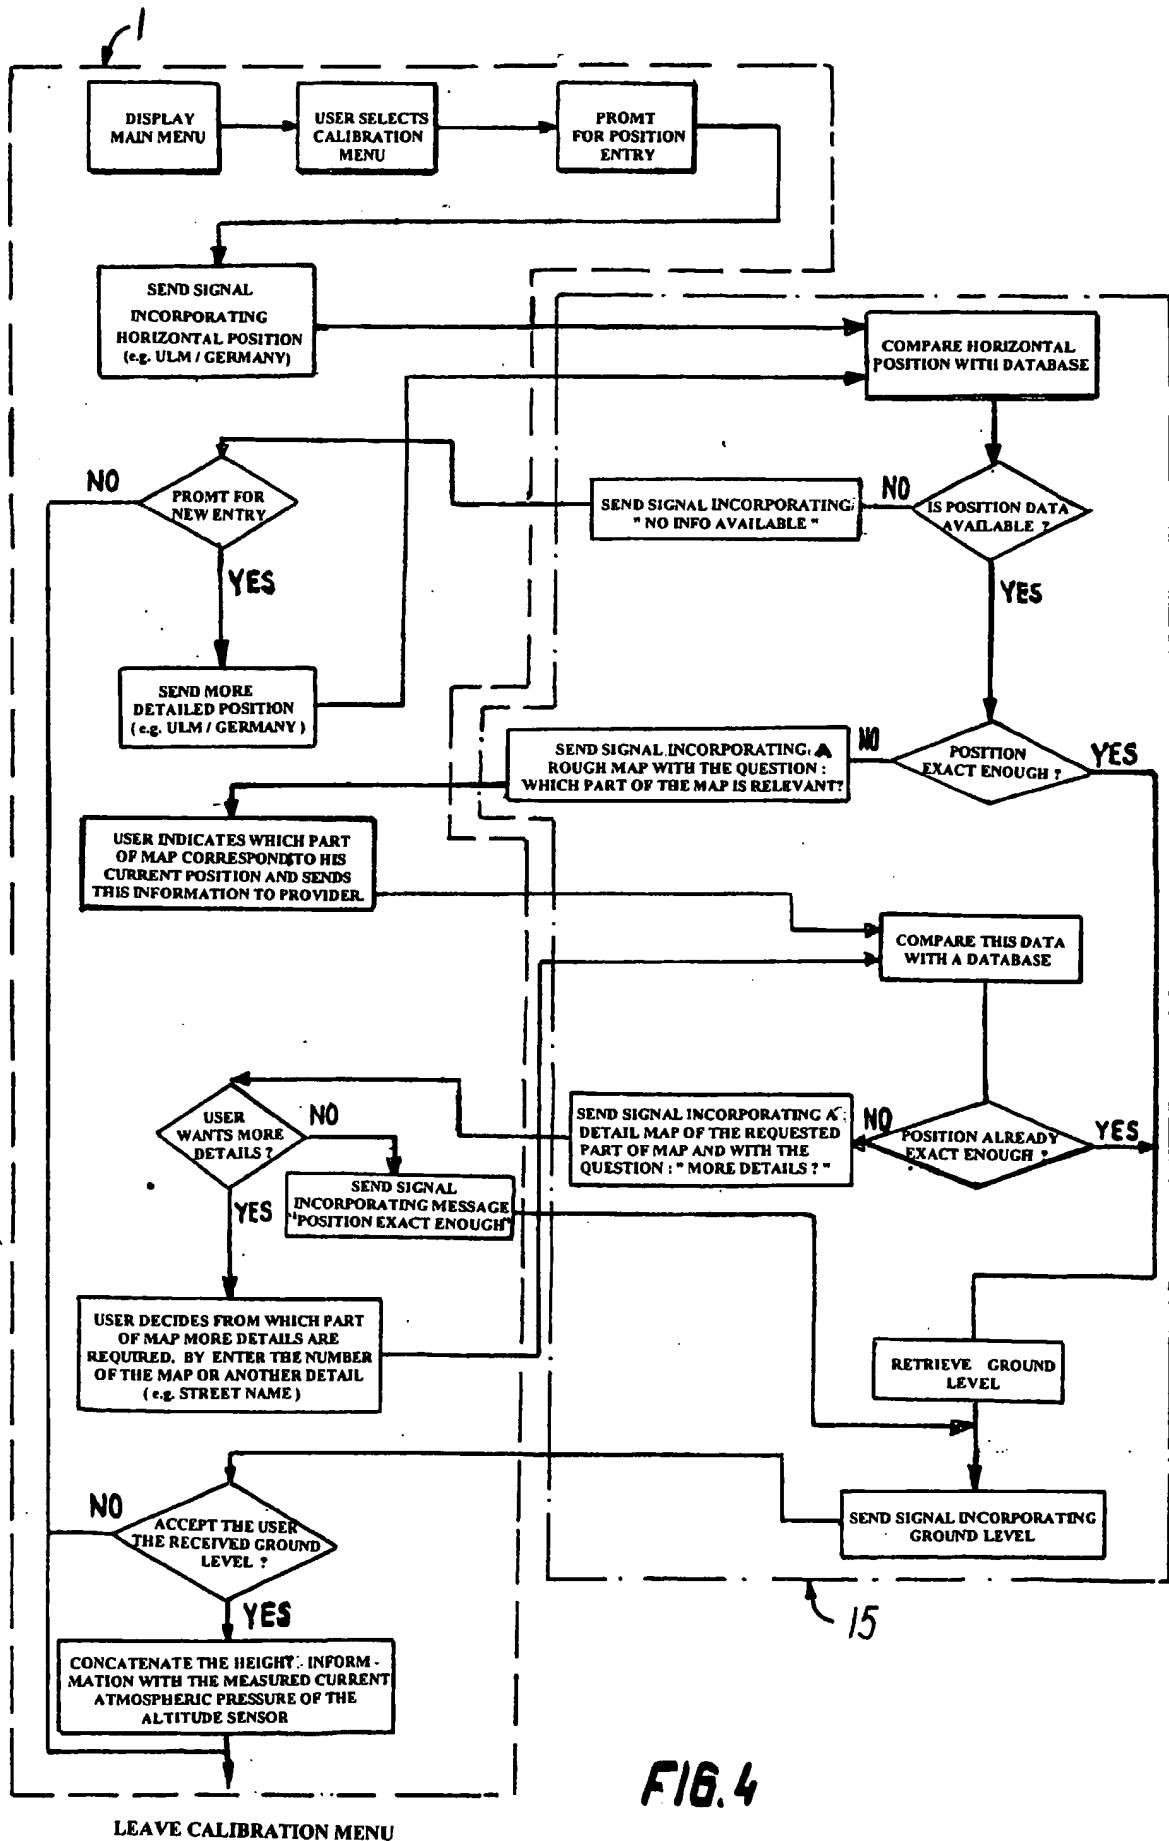 1
DISPLAY
MAIN MENU
USER SELECTS
CALIBRATION
MENU
PROMT
FOR POSITION
ENTRY
SEND SIGNAL
INCORPORATING
HORIZONTAL POSITION
(e.g. ULM / GERMANY)
COMPARE HORIZONTAL
POSITION WITH DATABASE
NO
PROMT FOR
NEW ENTRY
SEND SIGNAL INCORPORATING
" NO INFO AVAILABLE "
NO
IS POSITION DATA
AVAILABLE ?
YES
YES
SEND MORE
DETAILED POSITION
( e.g. ULM / GERMANY )
SEND SIGNAL INCORPORATING A
ROUGH MAP WITH THE QUESTION :
WHICH PART OF THE MAP IS RELEVANT?
NO
POSITION
EXACT ENOUGH ?
YES
USER INDICATES WHICH PART
OF MAP CORRESPONDS TO HIS
CURRENT POSITION AND SENDS
THIS INFORMATION TO PROVIDER.
COMPARE THIS DATA
WITH A DATABASE
USER
WANTS MORE
DETAILS ?
NO
SEND SIGNAL INCORPORATING A
DETAIL MAP OF THE REQUESTED
PART OF MAP AND WITH THE
QUESTION : " MORE DETAILS ? "
NO
POSITION ALREADY
EXACT ENOUGH ?
YES
SEND SIGNAL
INCORPORATING MESSAGE
"POSITION EXACT ENOUGH"
YES
USER DECIDES FROM WHICH PART
OF MAP MORE DETAILS ARE
REQUIRED. BY ENTER THE NUMBER
OF THE MAP OR ANOTHER DETAIL
( e.g. STREET NAME )
RETRIEVE GROUND
LEVEL
NO
ACCEPT THE USER
THE RECEIVED GROUND
LEVEL ?
SEND SIGNAL INCORPORATING
GROUND LEVEL
YES
15
CONCATENATE THE HEIGHT - INFOR -
MATION WITH THE MEASURED CURRENT
ATMOSPHERIC PRESSURE OF THE
ALTITUDE SENSOR
FIG.4
LEAVE CALIBRATION MENU